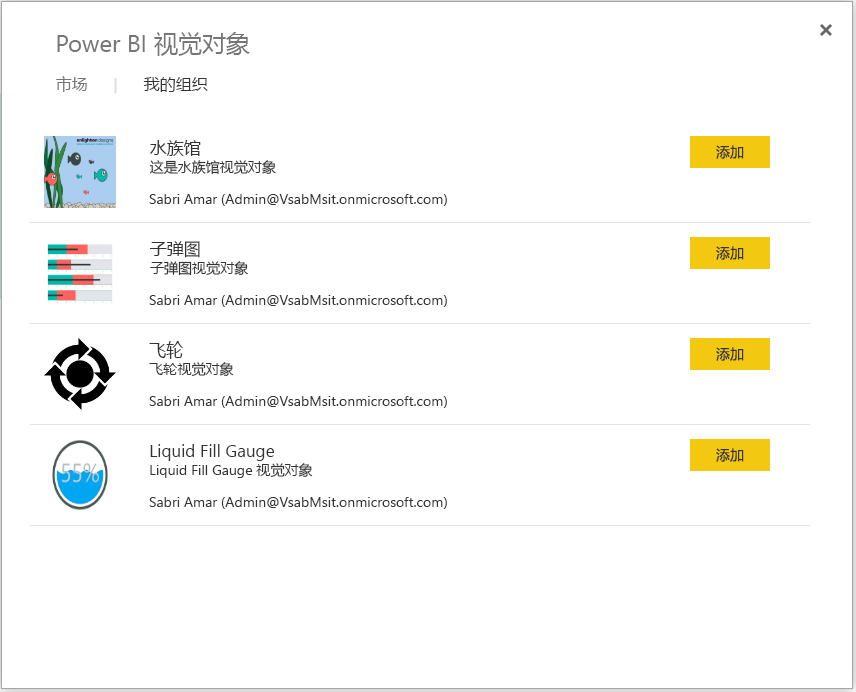 Power BI 视觉对象
市场 | 我的组织
enlighten designs
水族馆
添加
这是水族馆视觉对象
Sabri Amar (Admin@VsabMsit.onmicrosoft.com)
子弹图
添加
子弹图视觉对象
Sabri Amar (Admin@VsabMsit.onmicrosoft.com)
飞轮
添加
飞轮视觉对象
Sabri Amar (Admin@VsabMsit.onmicrosoft.com)
Liquid Fill Gauge
添加
Liquid Fill Gauge 视觉对象
55%
Sabri Amar (Admin@VsabMsit.onmicrosoft.com)